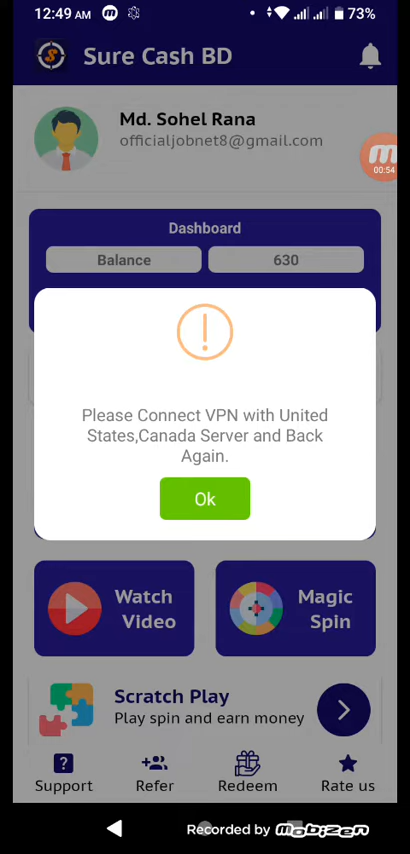 12:49 AM
73%
Sure Cash BD
Md. Sohel Rana
officialjobnet8@gmail.com
00:54
Dashboard
Balance
630
Please Connect VPN with United
States,Canada Server and Back
Again.
Ok
Watch
Video
Magic
Spin
Scratch Play
Play spin and earn money
Support
Refer
Redeem
Rate us
Recorded by mobizen